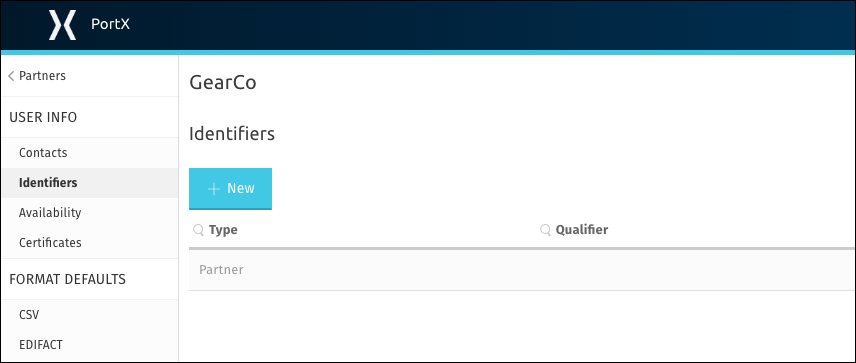 PortX
Partners
USER INFO
Contacts
Identifiers
Availability
Certificates
FORMAT DEFAULTS
CSV
EDIFACT
GearCo
Identifiers
+ New
Type Qualifier
Partner